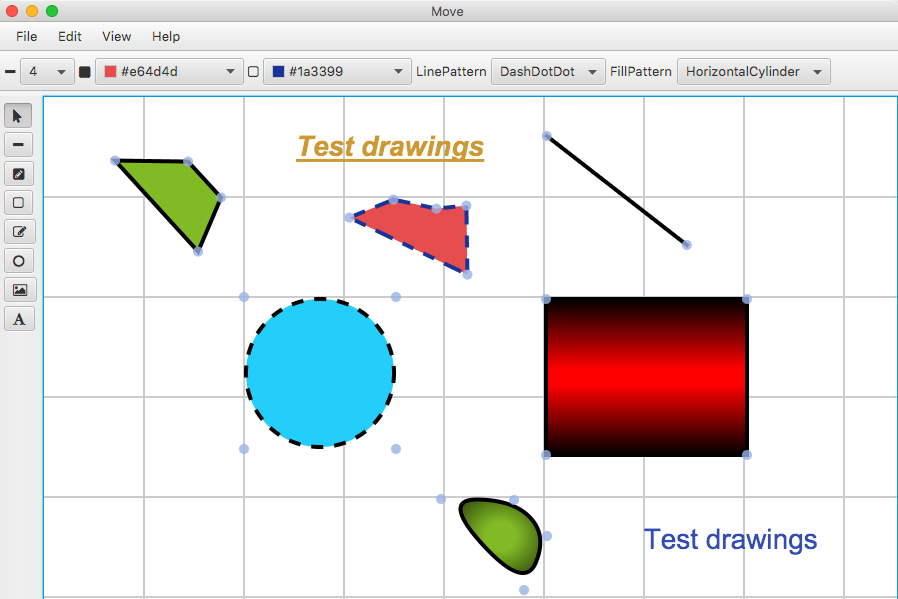 Move
File Edit View Help
4 #e64d4d #1a3399 LinePattern DashDotDot FillPattern HorizontalCylinder
A
Test drawings
Test drawings